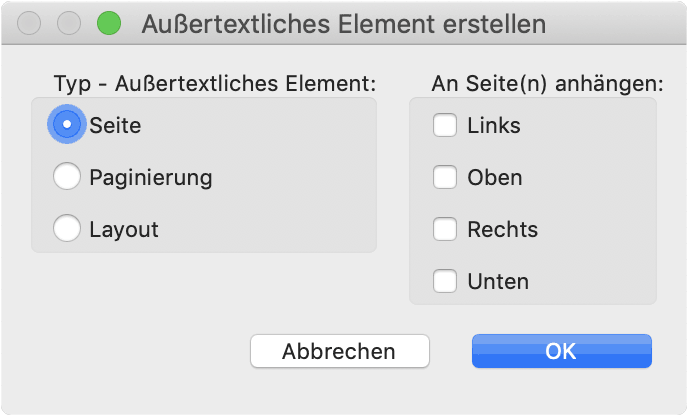 Außertextliches Element erstellen
Typ - Außertextliches Element:
Seite
Paginierung
Layout
An Seite(n) anhängen:
Links
Oben
Rechts
Unten
Abbrechen
OK